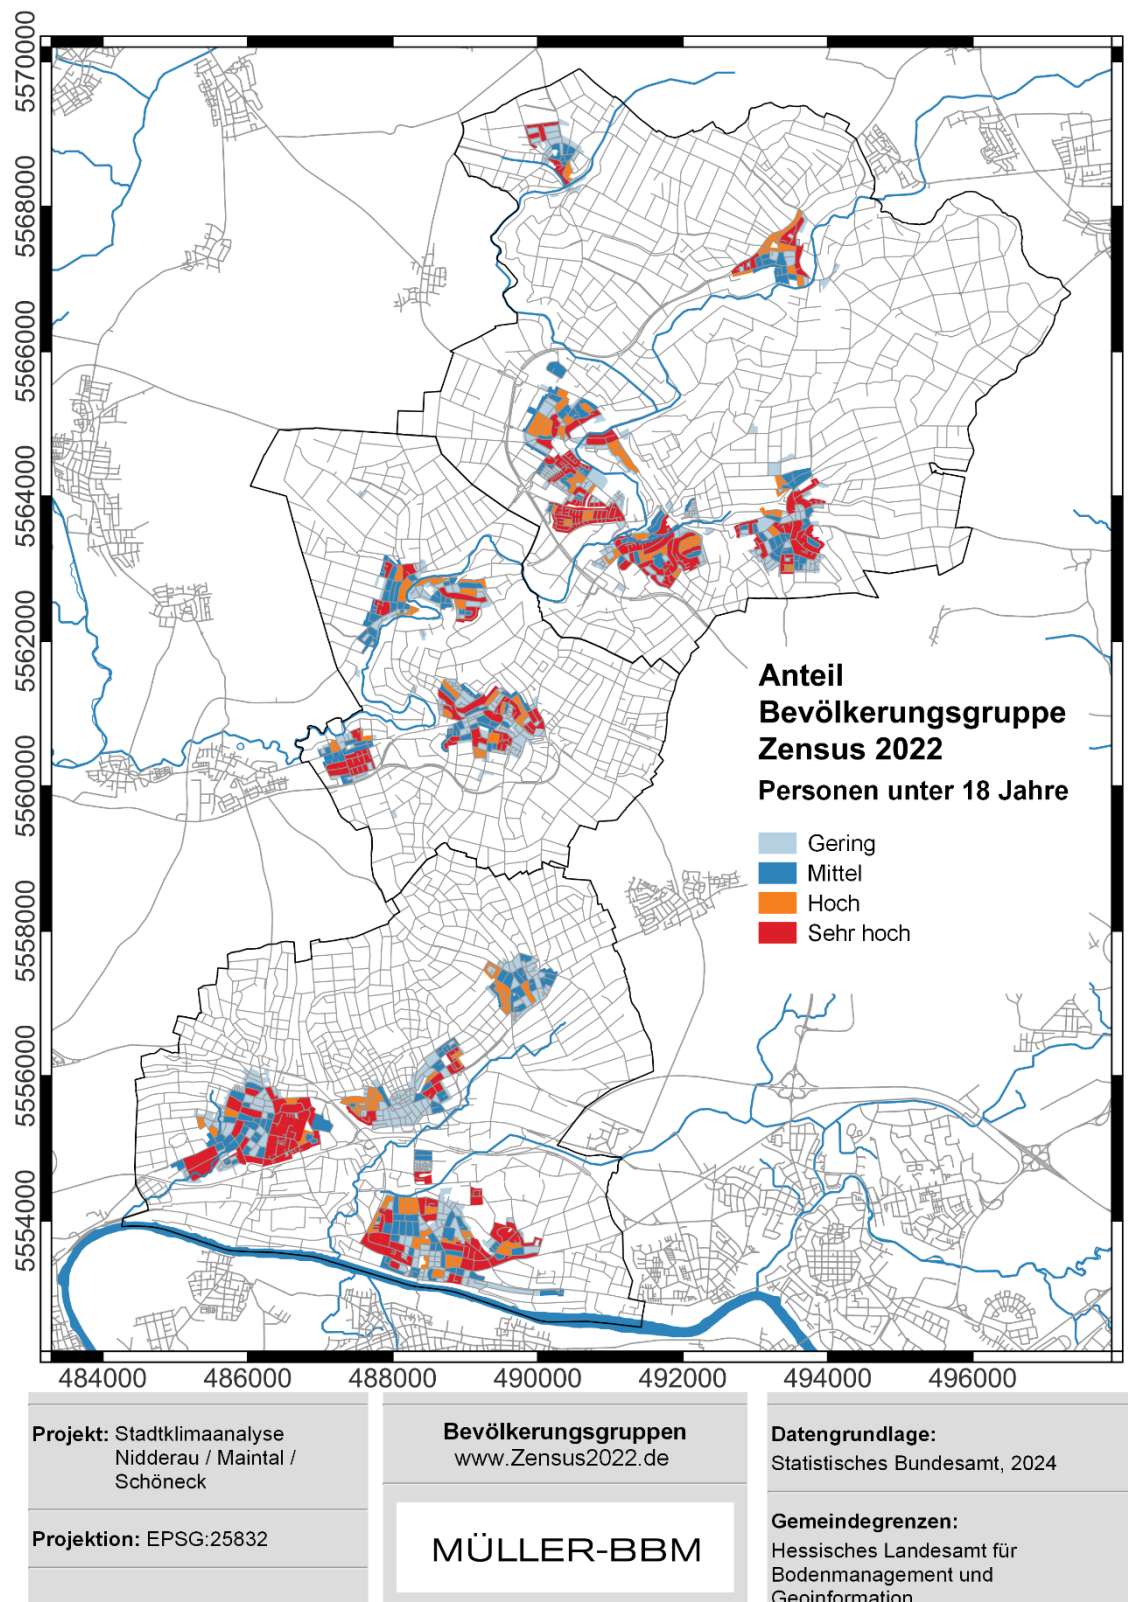 5570000
5568000
5566000
5564000
5562000
5560000
5558000
5556000
5554000
Anteil
Bevölkerungsgruppe
Zensus 2022
Personen unter 18 Jahre
Gering
Mittel
Hoch
Sehr hoch
484000 486000 488000 490000 492000 494000 496000
Projekt: Stadtklimaanalyse
Nidderau / Maintal /
Schöneck
Projektion: EPSG:25832
Bevölkerungsgruppen
www.Zensus2022.de
MÜLLER-BBM
Datengrundlage:
Statistisches Bundesamt, 2024
Gemeindegrenzen:
Hessisches Landesamt für
Bodenmanagement und
Geoinformation